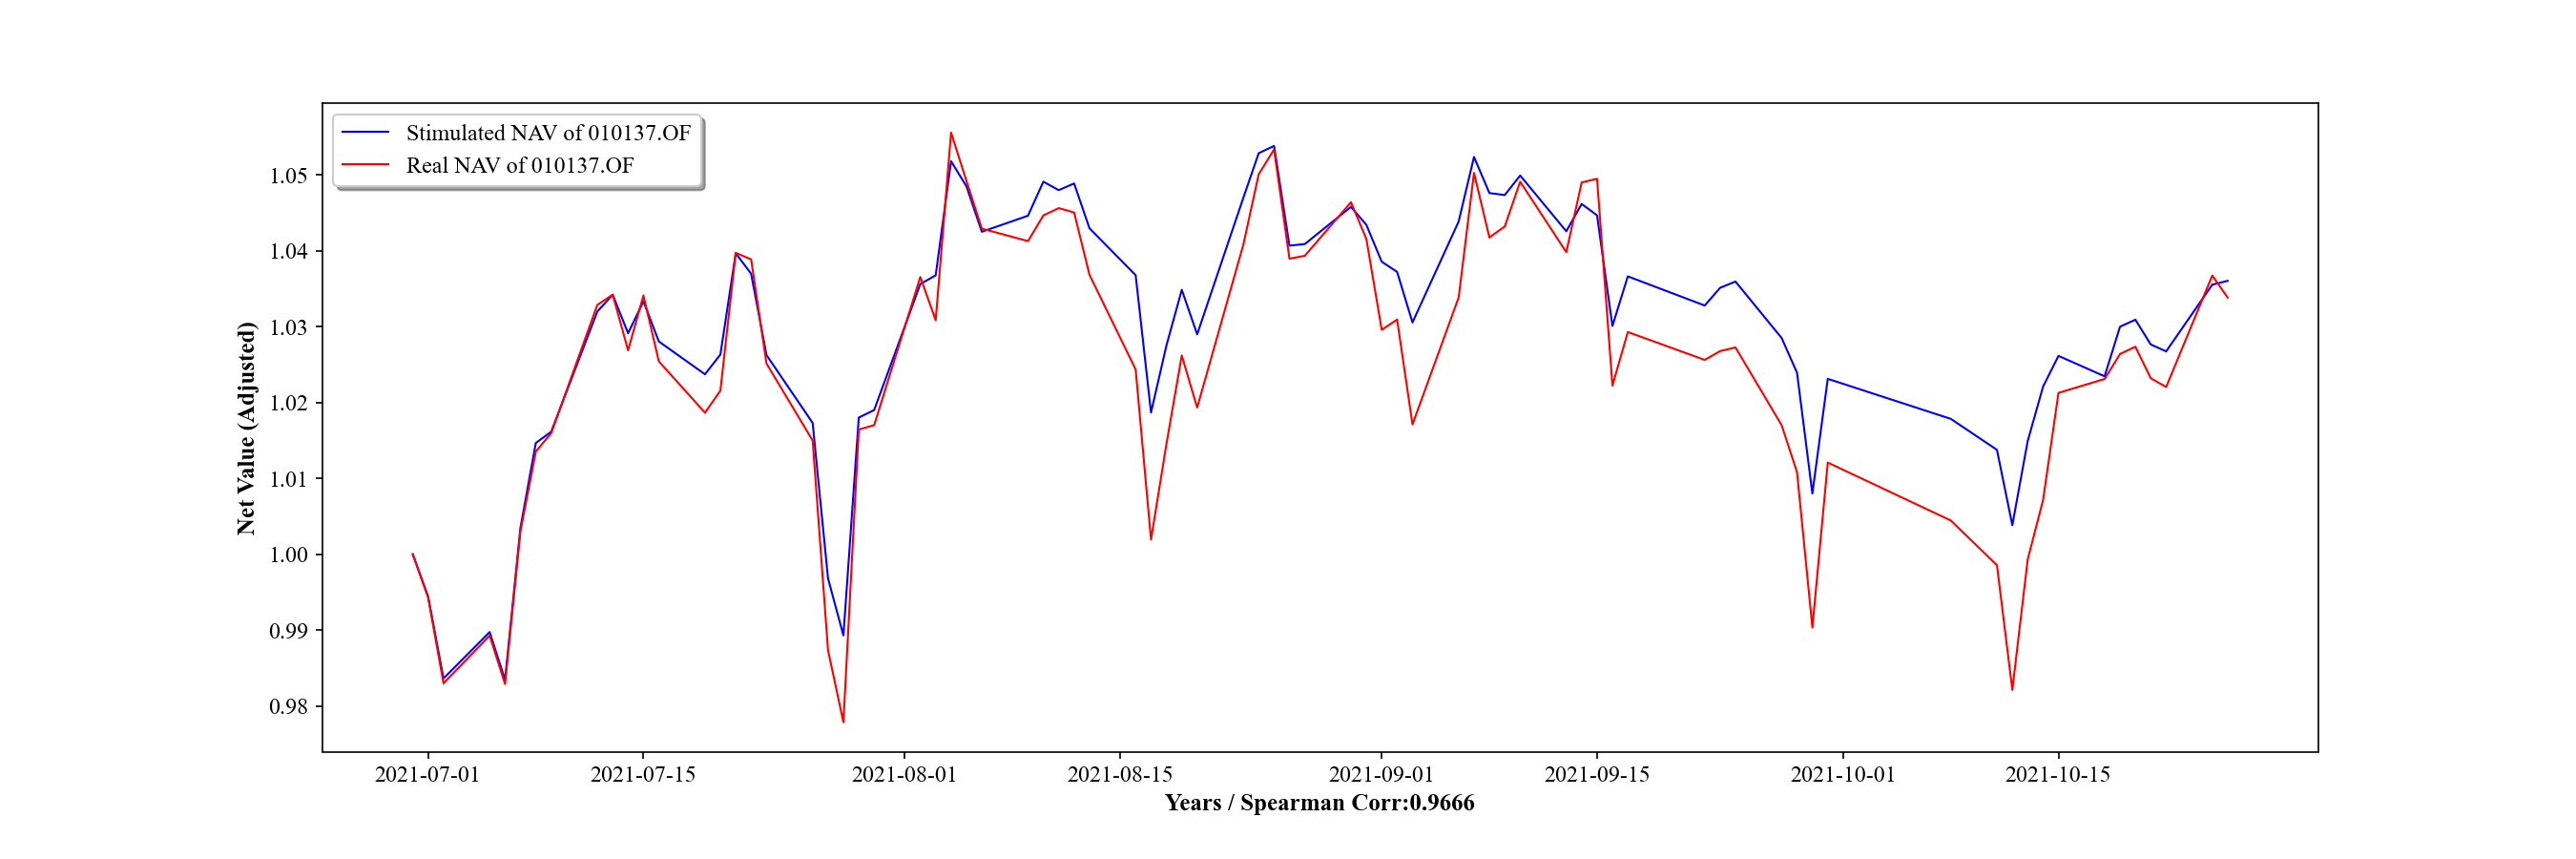 Stimulated NAV of 010137.OF
Real NAV of 010137.OF
Net Value (Adjusted)
1.05
1.04
1.03
1.02
1.01
1.00
0.99
0.98
2021-07-01 2021-07-15 2021-08-01 2021-08-15 2021-09-01 2021-09-15 2021-10-01 2021-10-15
Years / Spearman Corr:0.9666